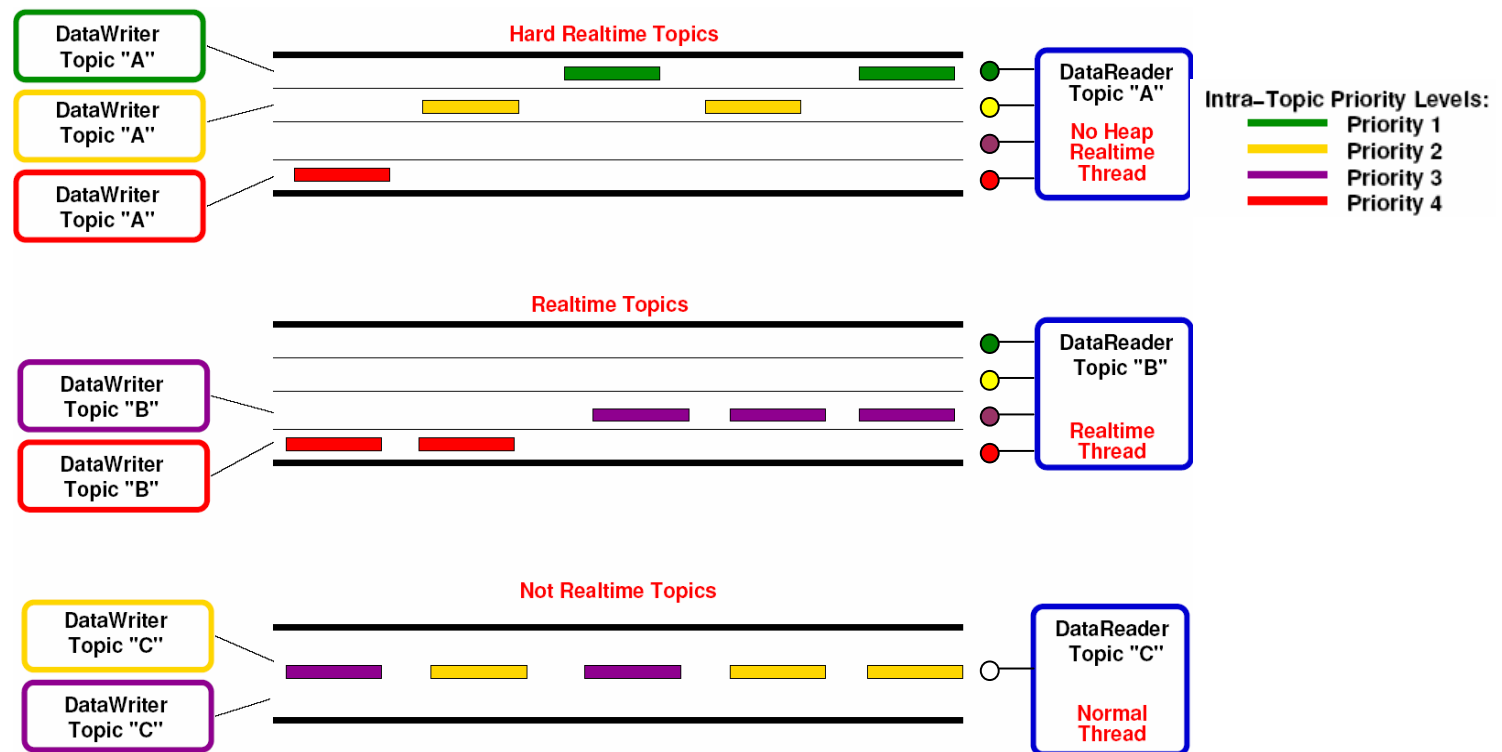 Hard Realtime Topics
DataWriter
Topic "A"
DataWriter
Topic "A"
DataWriter
Topic "A"
DataReader
Topic "A"
No Heap
Realtime
Thread
Intra-Topic Priority Levels:
Priority 1
Priority 2
Priority 3
Priority 4
Realtime Topics
DataWriter
Topic "B"
DataWriter
Topic "B"
DataReader
Topic "B"
Realtime
Thread
Not Realtime Topics
DataWriter
Topic "C"
DataWriter
Topic "C"
DataReader
Topic "C"
Normal
Thread